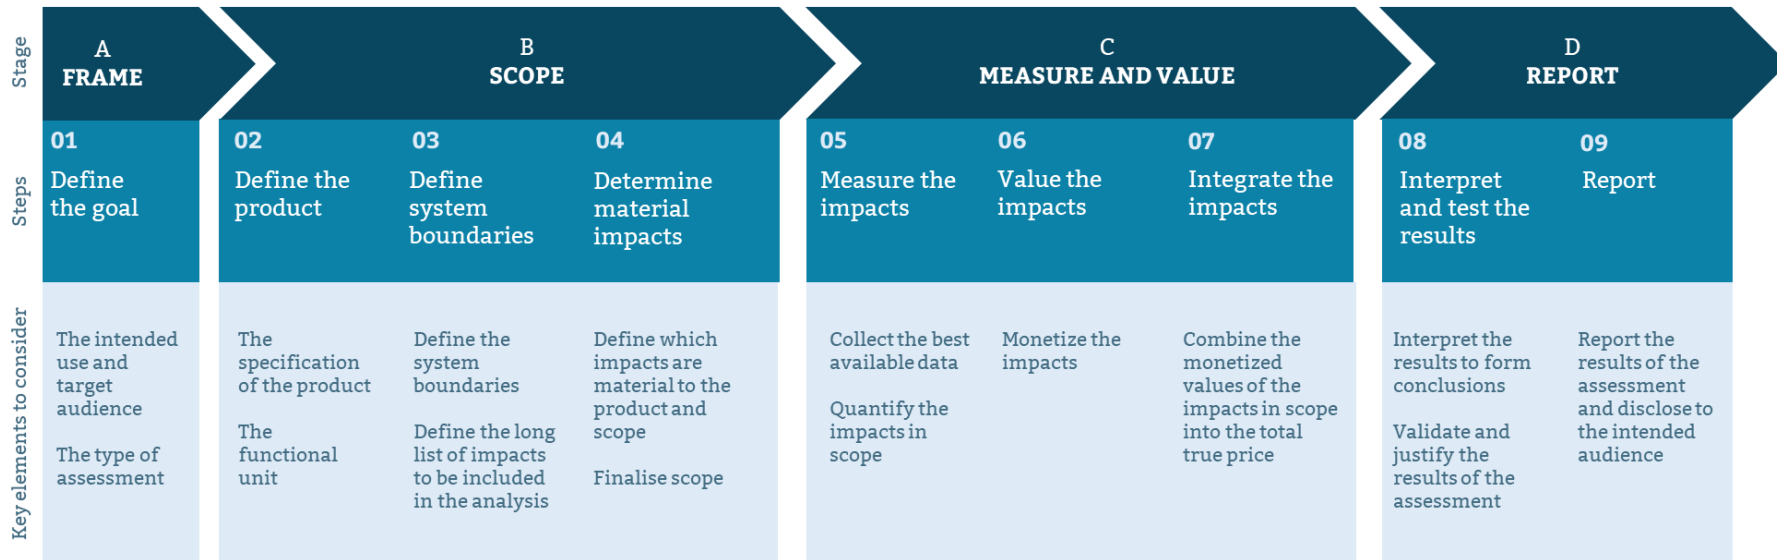 Stage
A
FRAME
B
SCOPE
C
MEASURE AND VALUE
D
REPORT
Steps
01
Define
the goal
02
Define the
product
03
Define
system
boundaries
04
Determine
material
impacts
05
Measure the
impacts
06
Value the
impacts
07
Integrate the
impacts
08
Interpret
and test the
results
09
Report
Key elements to consider
The intended
use and
target
audience
The type of
assessment
The
specification
of the product
The
functional
unit
Define the
system
boundaries
Define the long
list of impacts
to be included
in the analysis
Define which
impacts are
material to the
product and
scope
Finalise scope
Collect the best
available data
Quantify the
impacts in
scope
Monetize the
impacts
Combine the
monetized
values of the
impacts in scope
into the total
true price
Interpret the
results to form
conclusions
Validate and
justify the
results of the
assessment
Report the
results of the
assessment
and disclose to
the intended
audience